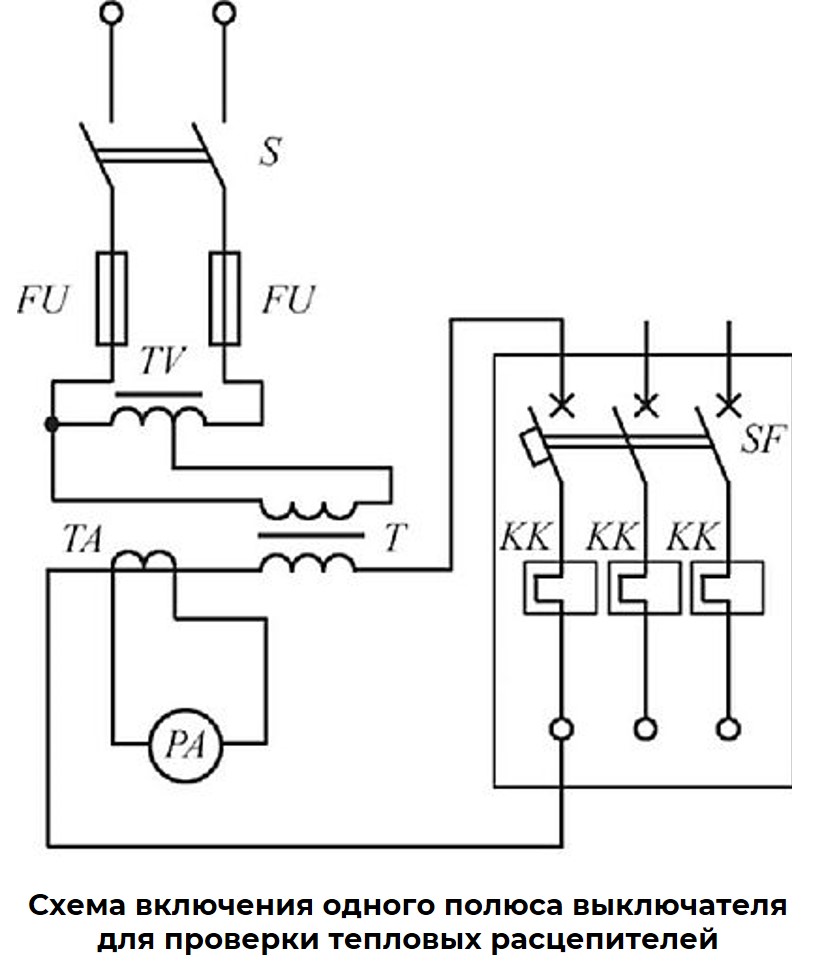 S
FU FU
TV
SF
TA T KK KK KK
PA
Схема включения одного полюса выключателя
для проверки тепловых расцепителей